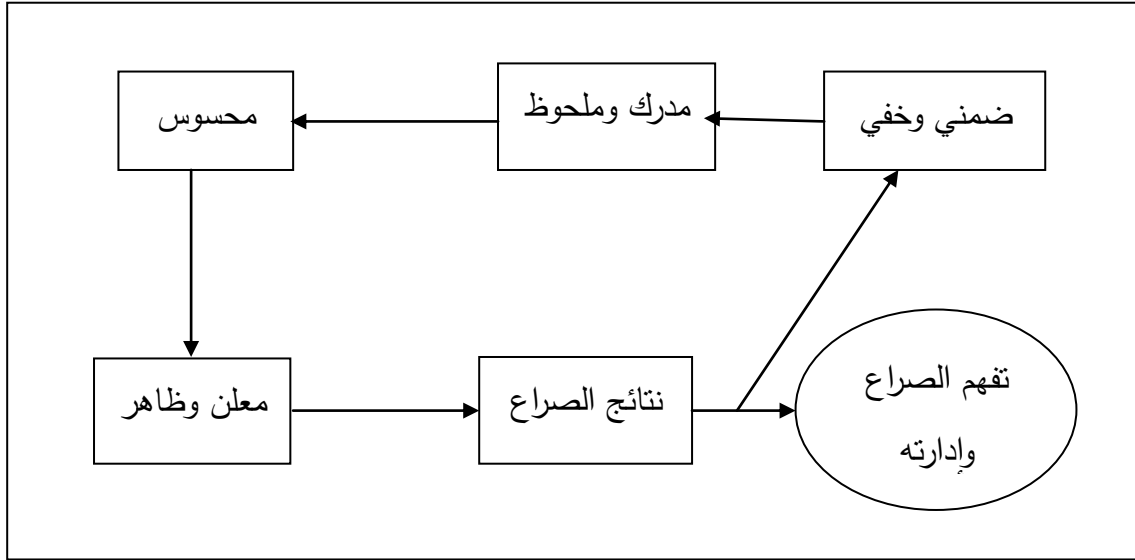 ضمني وخفي
مدرك وملحوظ
محسوس
معلن وظاهر
نتائج الصراع
تفهم الصراع
وإدارته